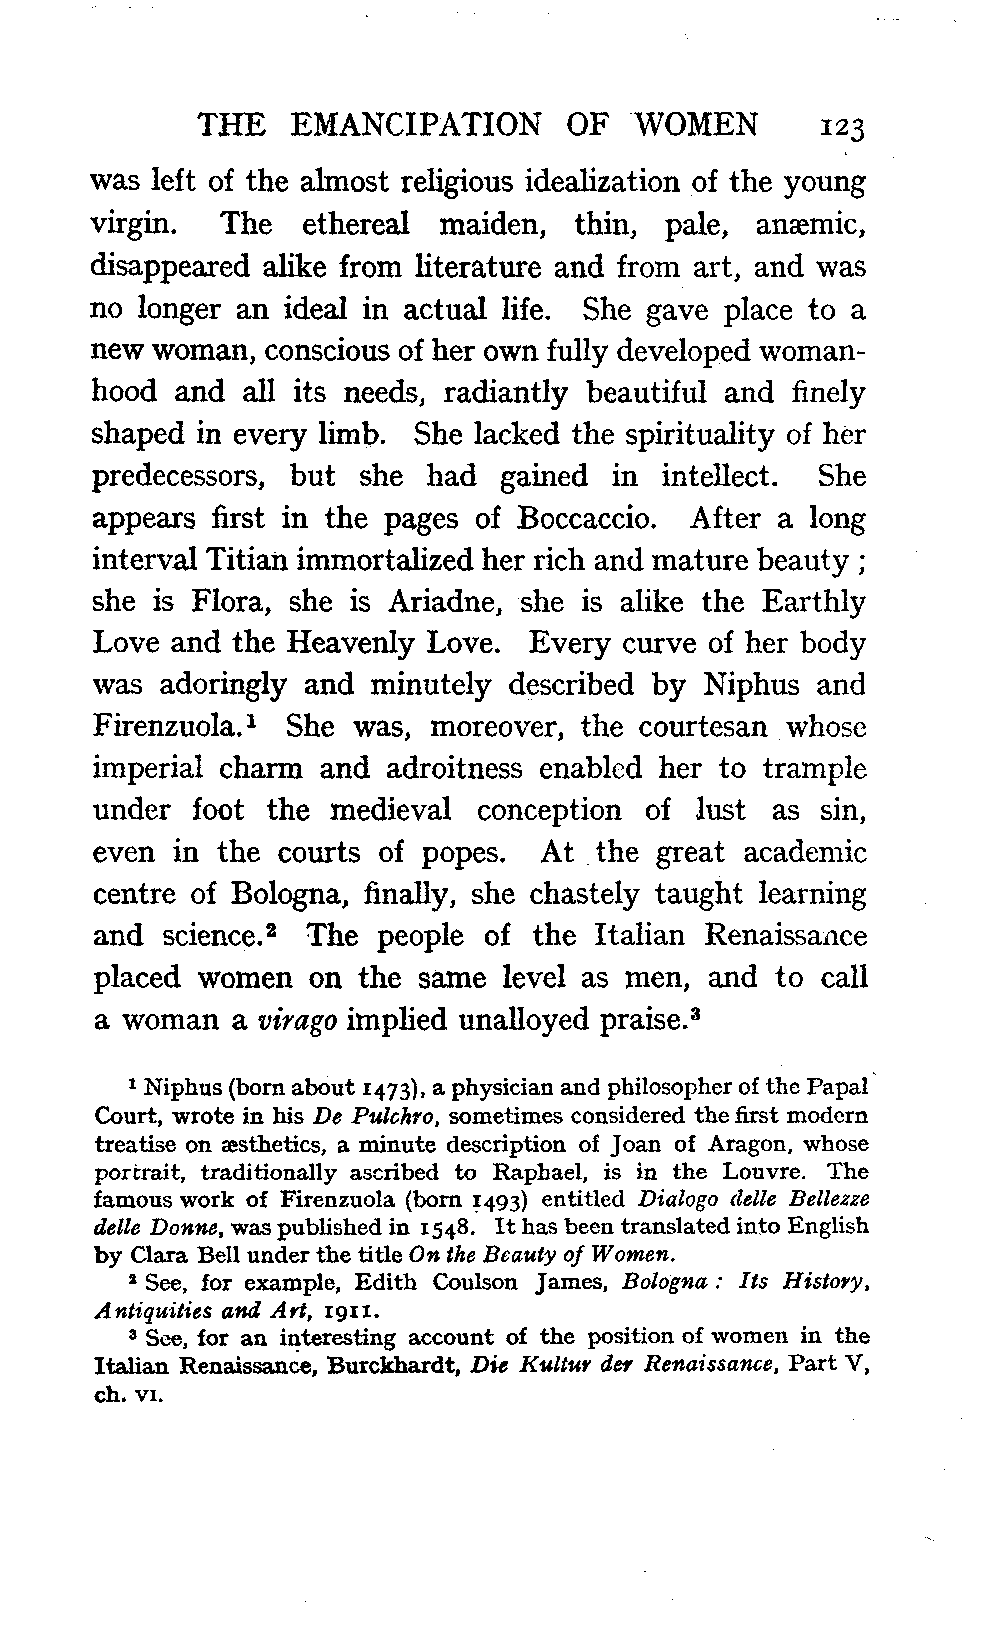 THE EMANCIPATION OF WOMEN 123
was left of the almost religious idealization of the young
virgin. The ethereal maiden, thin, pale, anæmic,
disappeared alike from literature and from art, and was
no longer an ideal in actual life. She gave place to a
new woman, conscious of her own fully developed woman-
hood and all its needs, radiantly beautiful and finely
shaped in every limb. She lacked the spirituality of her
predecessors, but she had gained in intellect. She
appears first in the pages of Boccaccio. After a long
interval Titian immortalized her rich and mature beauty ;
she is Flora, she is Ariadne, she is alike the Earthly
Love and the Heavenly Love. Every curve of her body
was adoringly and minutely described by Niphus and
Firenzuola.¹ She was, moreover, the courtesan whose
imperial charm and adroitness enabled her to trample
under foot the medieval conception of lust as sin,
even in the courts of popes. At the great academic
centre of Bologna, finally, she chastely taught learning
and science.² The people of the Italian Renaissance
placed women on the same level as men, and to call
a woman a virago implied unalloyed praise.³
¹ Niphus (born about 1473), a physician and philosopher of the Papal
Court, wrote in his De Pulchro, sometimes considered the first modern
treatise on æsthetics, a minute description of Joan of Aragon, whose
portrait, traditionally ascribed to Raphael, is in the Louvre. The
famous work of Firenzuola (born 1493) entitled Dialogo delle Bellezze
delle Donne, was published in 1548. It has been translated into English
by Clara Bell under the title On the Beauty of Women.
² See, for example, Edith Coulson James, Bologna : Its History,
Antiquities and Art, 1911.
³ See, for an interesting account of the position of women in the
Italian Renaissance, Burckhardt, Die Kultur der Renaissance, Part V,
ch. VI.